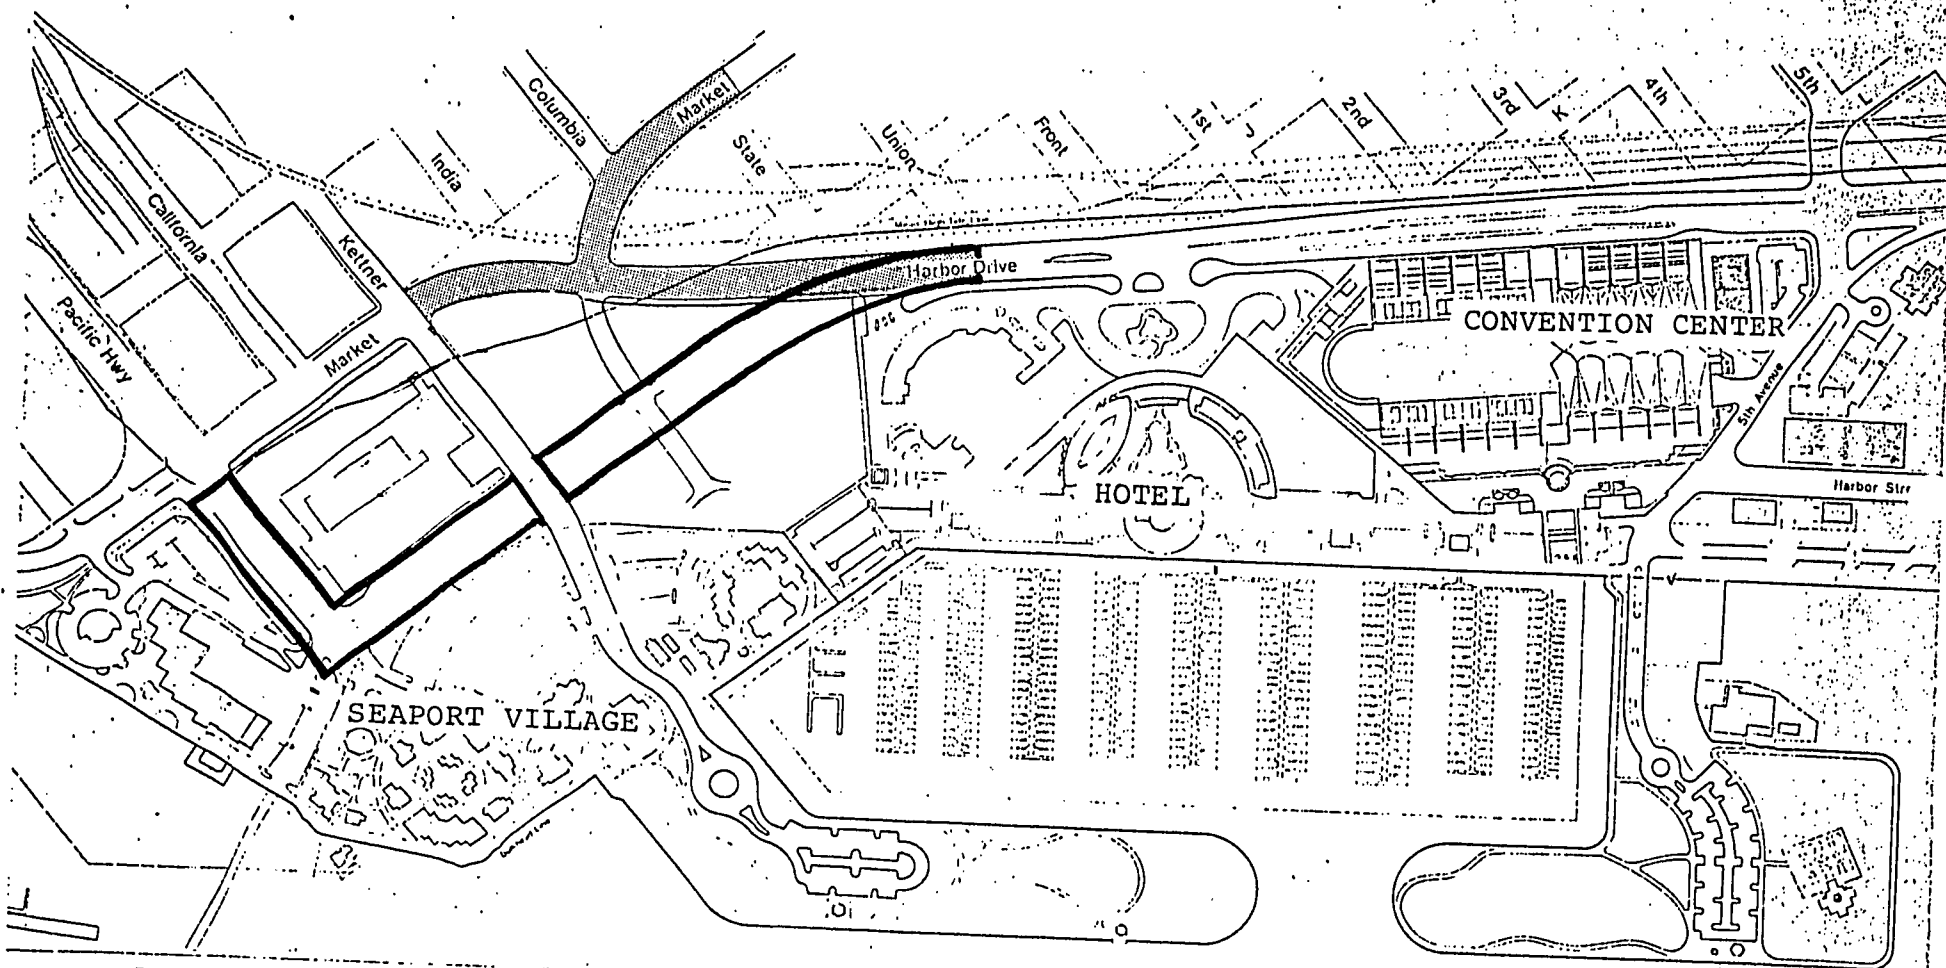 5th
L
4th
K
3rd
2nd
J
1st
Front
Union
State
Market
Columbia
India
Kettner
California
Pacific Hwy
Market
Harbor Drive
CONVENTION CENTER
5th Avenue
HOTEL
Harbor Strr
SEAPORT VILLAGE